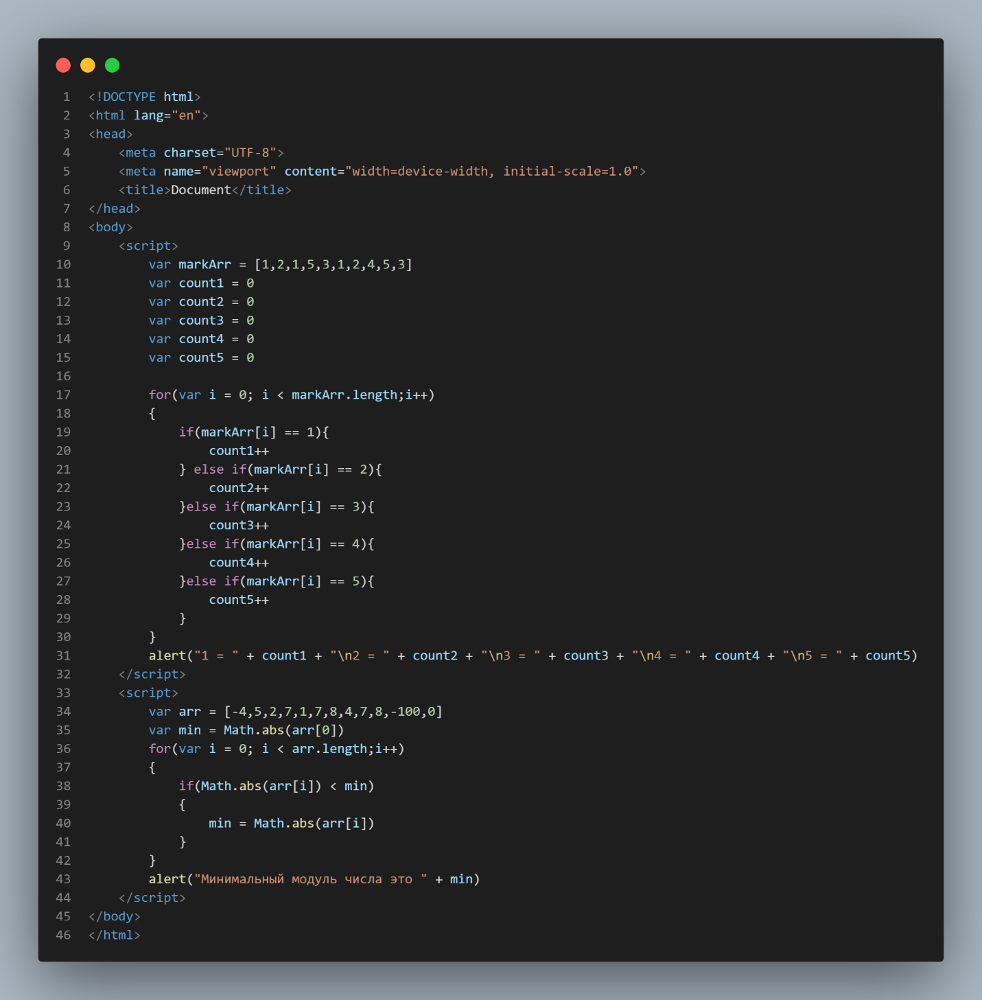 1 <!DOCTYPE html>
2 <html lang="en">
3 <head>
4     <meta charset="UTF-8">
5     <meta name="viewport" content="width=device-width, initial-scale=1.0">
6     <title>Document</title>
7 </head>
8 <body>
9     <script>
10         var markArr = [1,2,1,5,3,1,2,4,5,3]
11         var count1 = 0
12         var count2 = 0
13         var count3 = 0
14         var count4 = 0
15         var count5 = 0
16
17         for(var i = 0; i < markArr.length;i++)
18         {
19             if(markArr[i] == 1){
20                 count1++
21             } else if(markArr[i] == 2){
22                 count2++
23             }else if(markArr[i] == 3){
24                 count3++
25             }else if(markArr[i] == 4){
26                 count4++
27             }else if(markArr[i] == 5){
28                 count5++
29             }
30         }
31         alert("1 = " + count1 + "\n2 = " + count2 + "\n3 = " + count3 + "\n4 = " + count4 + "\n5 = " + count5)
32     </script>
33     <script>
34         var arr = [-4,5,2,7,1,7,8,4,7,8,-100,0]
35         var min = Math.abs(arr[0])
36         for(var i = 0; i < arr.length;i++)
37         {
38             if(Math.abs(arr[i]) < min)
39             {
40                 min = Math.abs(arr[i])
41             }
42         }
43         alert("Минимальный модуль числа это " + min)
44     </script>
45 </body>
46 </html>